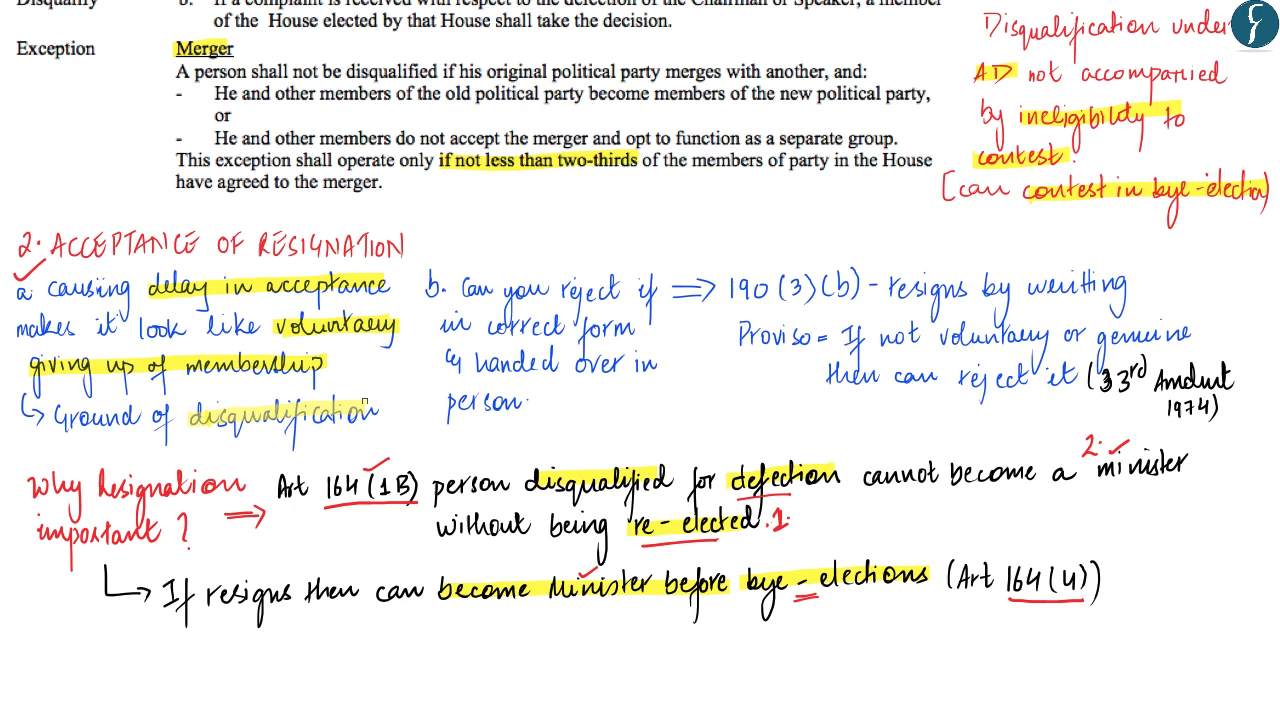 b. If a complaint is received with respect to the defection of the Chairman or Speaker, a member
of the House elected by that House shall take the decision.
Exception
Merger
A person shall not be disqualified if his original political party merges with another, and:
- He and other members of the old political party become members of the new political party,
or
- He and other members do not accept the merger and opt to function as a separate group.
This exception shall operate only if not less than two-thirds of the members of party in the House
have agreed to the merger.
Disqualification under
AD not accompanied
by ineligibility to
contest.
[can contest in bye-election)
2. ACCEPTANCE OF RESIGNATION
a causing delay in acceptance
makes it look like voluntary
giving up of membership
↳ Ground of disqualification
b. Can you reject if
in correct form
↳ handed over in
person.
⇒ 190 (3) (b) - resigns by writting
Proviso = If not voluntary or genuine
then can reject it (33rd Amdmt
1974)
Why Resignation
important?
⇒ Art 164 (1B) person disqualified for defection cannot become a 2. minister
without being re-elected .1.
↳ If resigns then can become Minister before bye-elections (Art 164 (4))